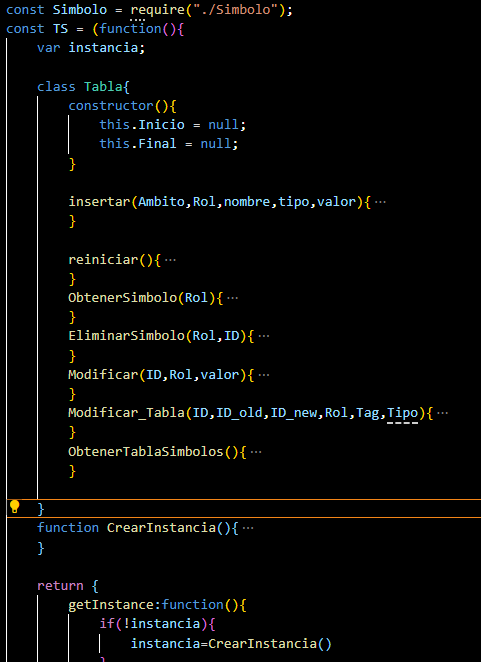 const Simbolo = require("./Simbolo");
const TS = (function(){
var instancia;
class Tabla{
constructor(){
this.Inicio = null;
this.Final = null;
}
insertar(Ambito,Rol,nombre,tipo,valor){ ···
}
reiniciar(){ ···
}
ObtenerSimbolo(Rol){ ···
}
EliminarSimbolo(Rol,ID){ ···
}
Modificar(ID,Rol,valor){ ···
}
Modificar_Tabla(ID,ID_old,ID_new,Rol,Tag,Tipo){ ···
}
ObtenerTablaSimbolos(){ ···
}
}
function CrearInstancia(){ ···
}
return {
getInstance:function(){
if(!instancia){
instancia=CrearInstancia()
}